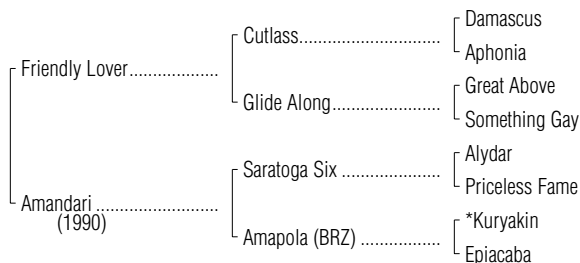 Damascus
Cutlass
Aphonia
Friendly Lover
Great Above
Glide Along
Something Gay
Alydar
Saratoga Six
Priceless Fame
Amandari
(1990)
*Kuryakin
Amapola (BRZ)
Epiacaba